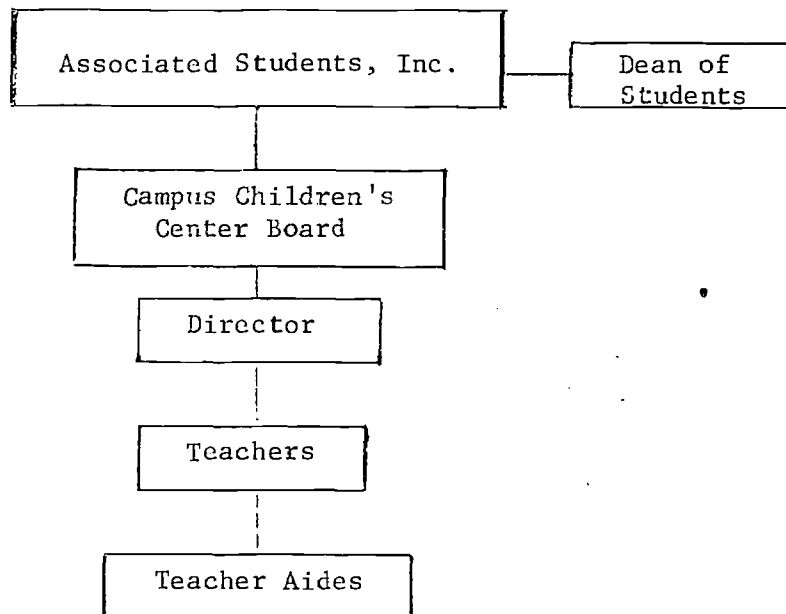 Associated Students, Inc.
Dean of
Students
Campus Children's
Center Board
Director
Teachers
Teacher Aides